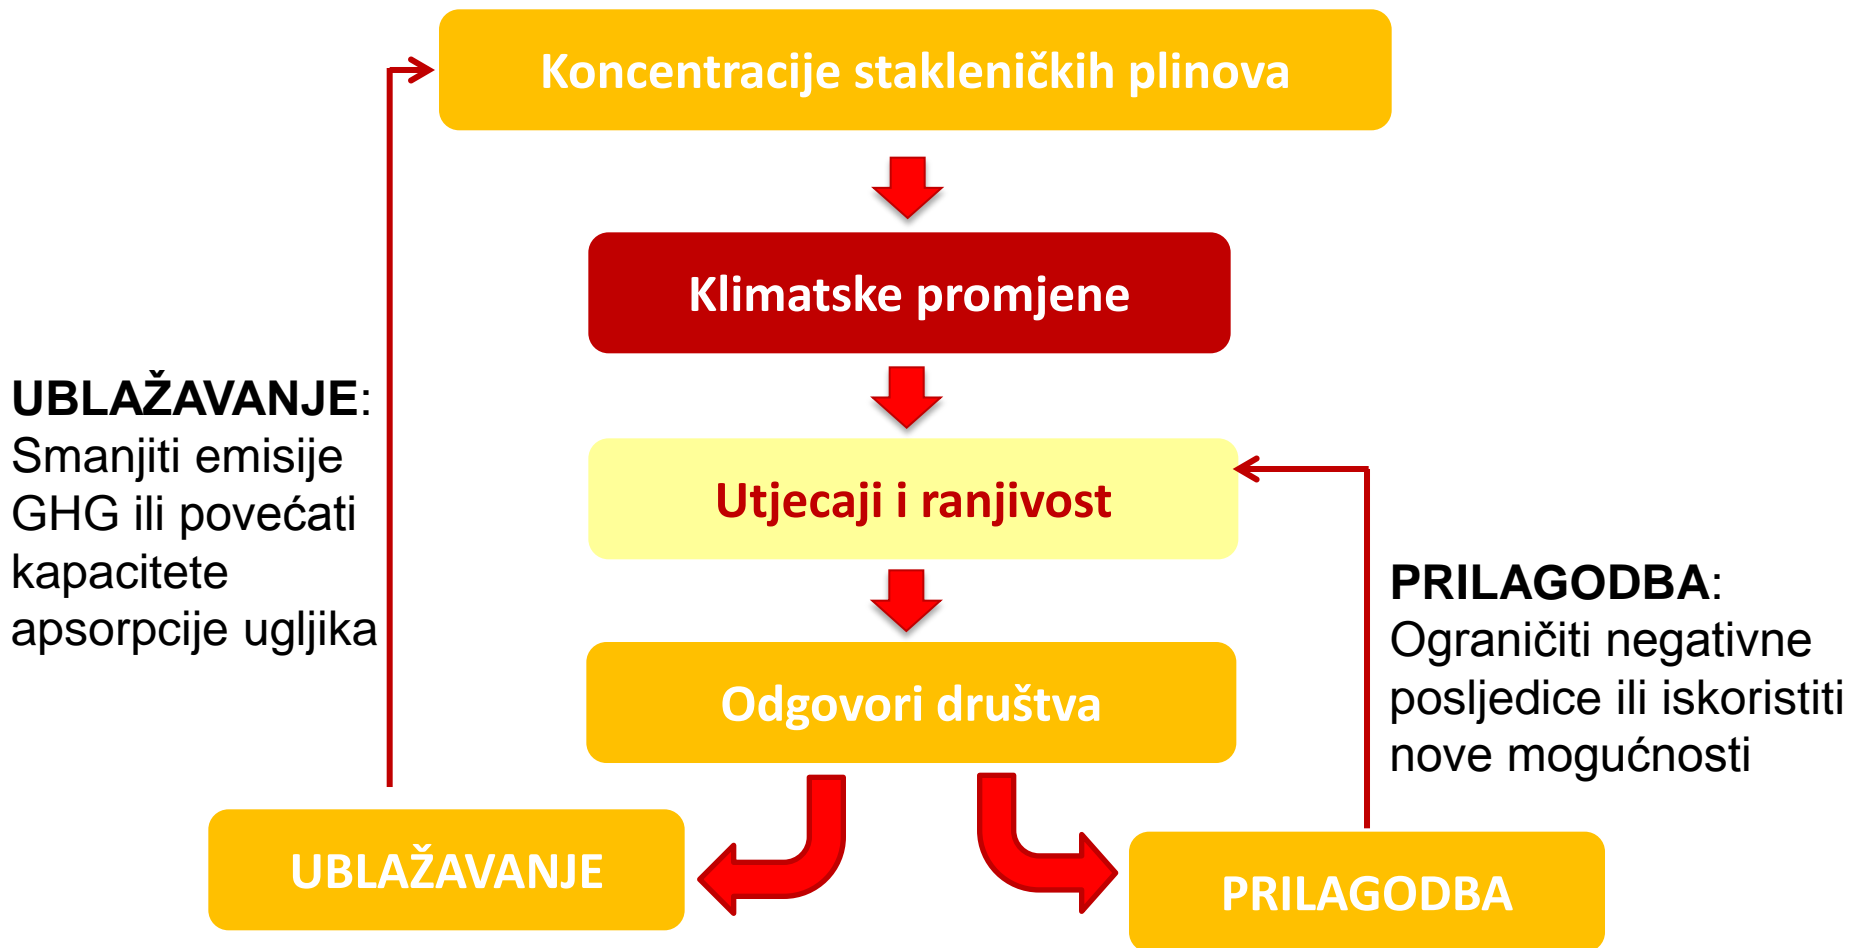 Koncentracije stakleničkih plinova
Klimatske promjene
UBLAŽAVANJE:
Smanjiti emisije
GHG ili povećati
kapacitete
apsorpcije ugljika
Utjecaji i ranjivost
PRILAGODBA:
Ograničiti negativne
posljedice ili iskoristiti
nove mogućnosti
Odgovori društva
UBLAŽAVANJE
PRILAGODBA